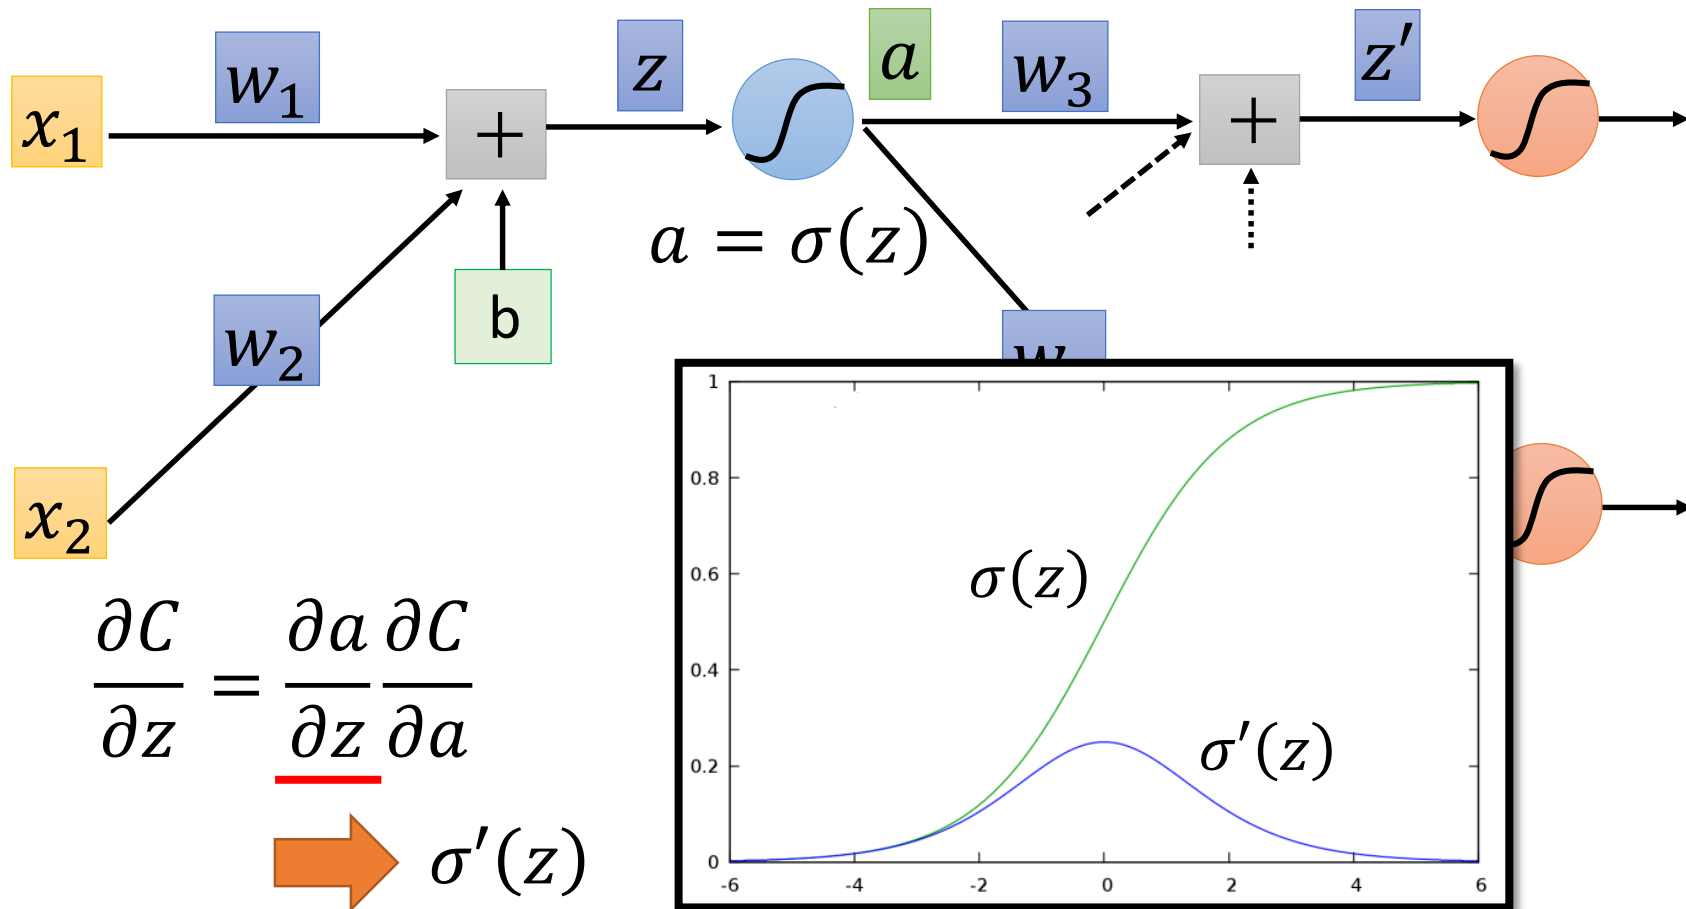 x₁
w₁
+
z
a
w₃
+
z′
x₂
w₂
b
a = σ(z)
w
1
0.8
0.6
0.4
0.2
0
-6 -4 -2 0 2 4 6
σ(z)
σ′(z)
∂C/∂z = ∂a/∂z ∂C/∂a
σ′(z)